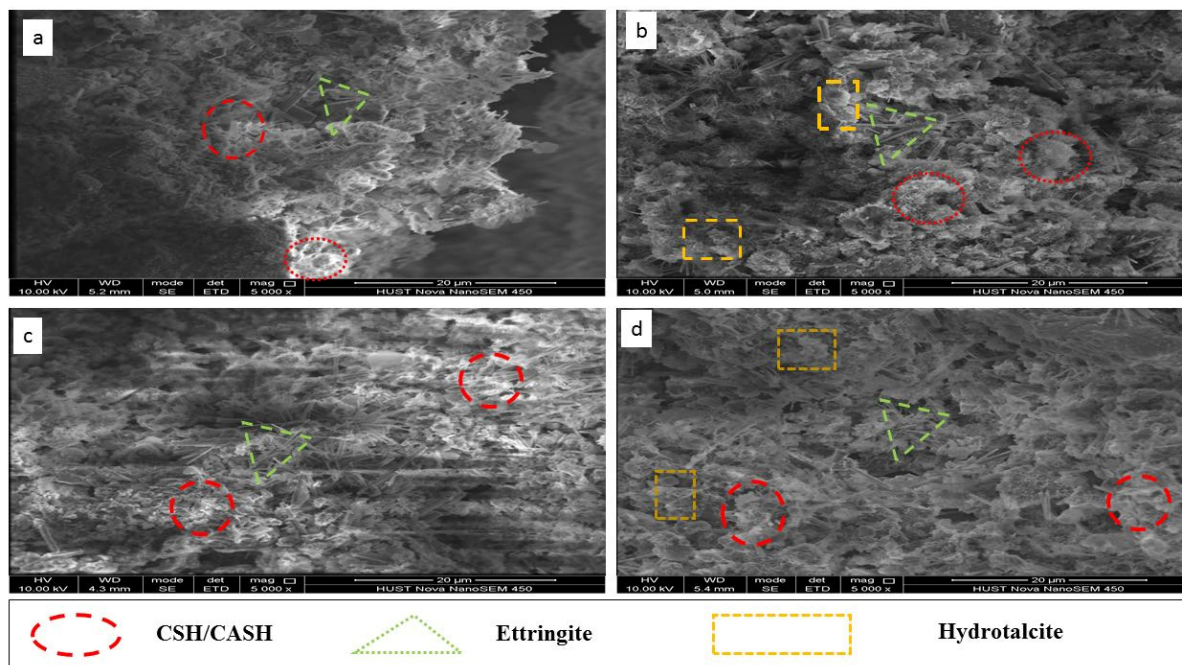 a
HV WD mode det mag □ 20 µm
10.00 kV 5.2 mm SE ETD 5 000 x HUST Nova NanoSEM 450
b
HV WD mode det mag □ 20 µm
10.00 kV 5.0 mm SE ETD 5 000 x HUST Nova NanoSEM 450
c
HV WD mode det mag □ 20 µm
10.00 kV 4.3 mm SE ETD 5 000 x HUST Nova NanoSEM 450
d
HV WD mode det mag □ 20 µm
10.00 kV 5.4 mm SE ETD 5 000 x HUST Nova NanoSEM 450
CSH/CASH Ettringite Hydrotalcite